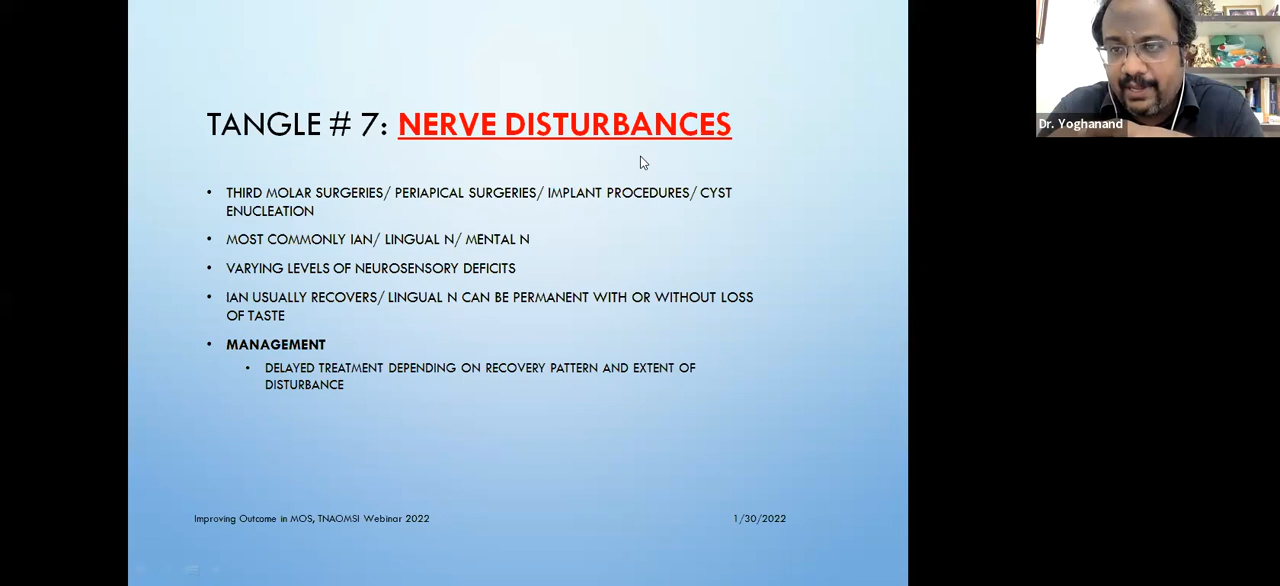 TANGLE # 7: NERVE DISTURBANCES
• THIRD MOLAR SURGERIES/ PERIAPICAL SURGERIES/ IMPLANT PROCEDURES/ CYST
ENUCLEATION
• MOST COMMONLY IAN/ LINGUAL N/ MENTAL N
• VARYING LEVELS OF NEUROSENSORY DEFICITS
• IAN USUALLY RECOVERS/ LINGUAL N CAN BE PERMANENT WITH OR WITHOUT LOSS
OF TASTE
• MANAGEMENT
• DELAYED TREATMENT DEPENDING ON RECOVERY PATTERN AND EXTENT OF
DISTURBANCE
Improving Outcome in MOS, TNAOMSI Webinar 2022
1/30/2022
Dr. Yoghanand